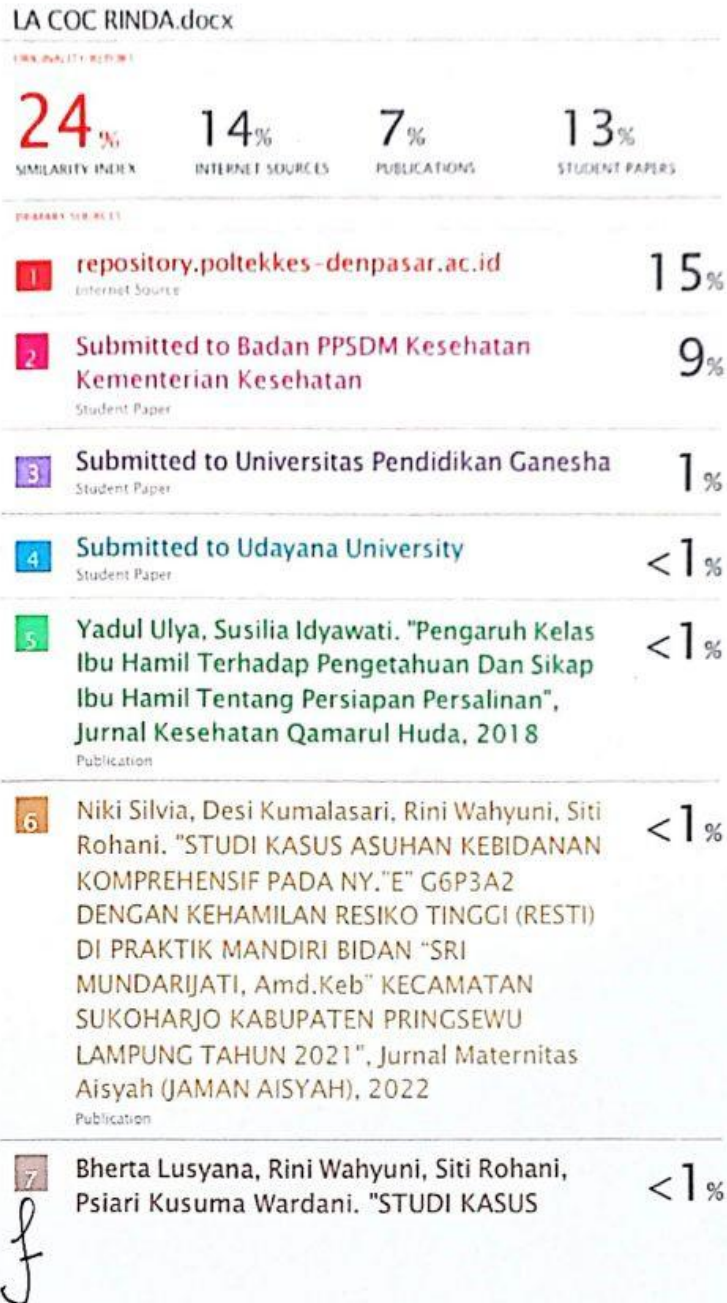 LA COC RINDA.docx
ORIGINALITY REPORT
24% 14% 7% 13%
SIMILARITY INDEX INTERNET SOURCES PUBLICATIONS STUDENT PAPERS
PRIMARY SOURCES
1 repository.poltekkes-denpasar.ac.id 15%
Internet Source
2 Submitted to Badan PPSDM Kesehatan 9%
Kementerian Kesehatan
Student Paper
3 Submitted to Universitas Pendidikan Ganesha 1%
Student Paper
4 Submitted to Udayana University <1%
Student Paper
5 Yadul Ulya, Susilia Idyawati. "Pengaruh Kelas <1%
Ibu Hamil Terhadap Pengetahuan Dan Sikap
Ibu Hamil Tentang Persiapan Persalinan",
Jurnal Kesehatan Qamarul Huda, 2018
Publication
6 Niki Silvia, Desi Kumalasari, Rini Wahyuni, Siti <1%
Rohani. "STUDI KASUS ASUHAN KEBIDANAN
KOMPREHENSIF PADA NY."E" G6P3A2
DENGAN KEHAMILAN RESIKO TINGGI (RESTI)
DI PRAKTIK MANDIRI BIDAN "SRI
MUNDARIJATI, Amd.Keb" KECAMATAN
SUKOHARJO KABUPATEN PRINGSEWU
LAMPUNG TAHUN 2021", Jurnal Maternitas
Aisyah (JAMAN AISYAH), 2022
Publication
7 Bherta Lusyana, Rini Wahyuni, Siti Rohani, <1%
Psiari Kusuma Wardani. "STUDI KASUS